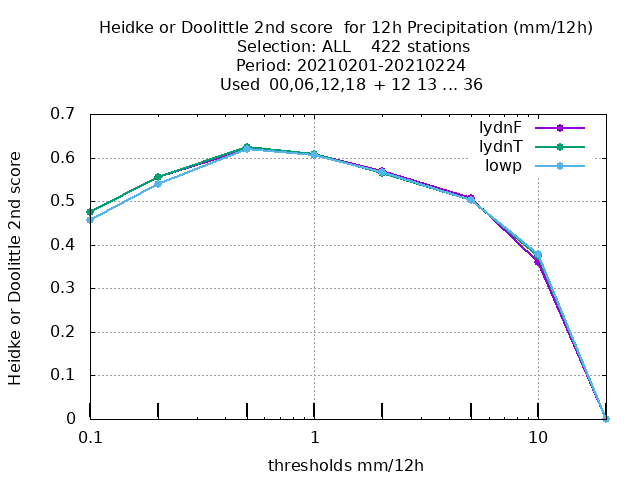 Heidke or Doolittle 2nd score  for 12h Precipitation (mm/12h)
Selection: ALL    422 stations
Period: 20210201-20210224
Used  00,06,12,18  + 12 13 ... 36
Heidke or Doolittle 2nd score
0.7
0.6
0.5
0.4
0.3
0.2
0.1
0
lydnF
lydnT
lowp
0.1
1
10
thresholds mm/12h